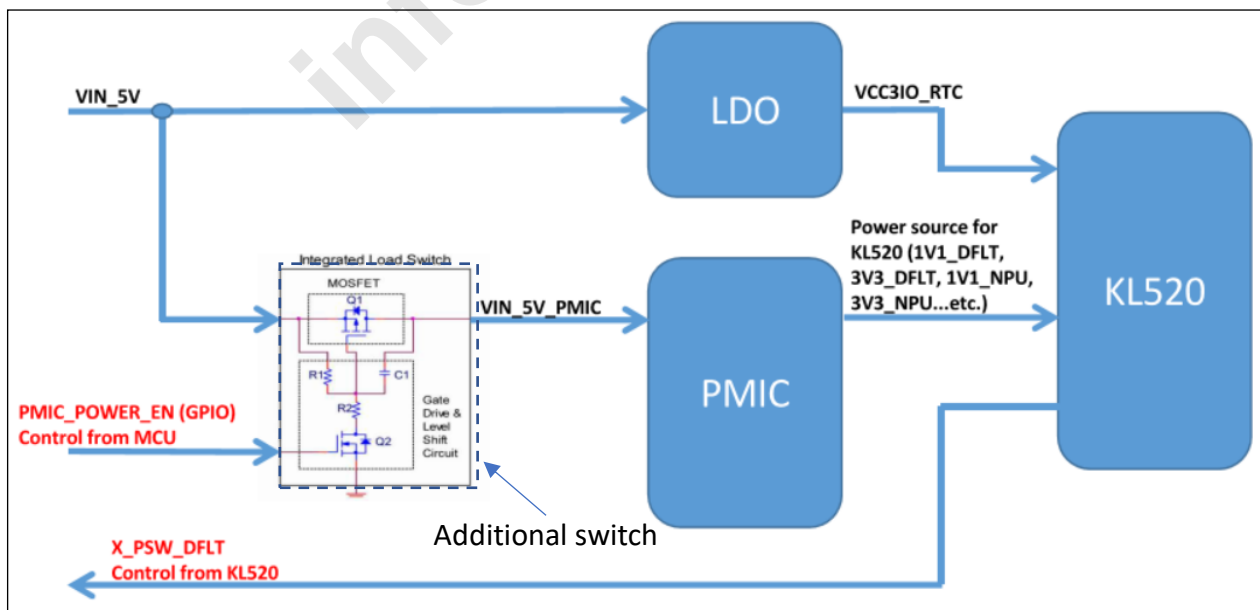 VIN_5V
LDO
VCC3IO_RTC
KL520
Power source for
KL520 (1V1_DFLT,
3V3_DFLT, 1V1_NPU,
3V3_NPU...etc.)
Integrated Load Switch
MOSFET
Q1
VIN_5V_PMIC
PMIC
R1
C1
R2
Gate
Drive &
Level
Shift
Circuit
Q2
PMIC_POWER_EN (GPIO)
Control from MCU
Additional switch
X_PSW_DFLT
Control from KL520